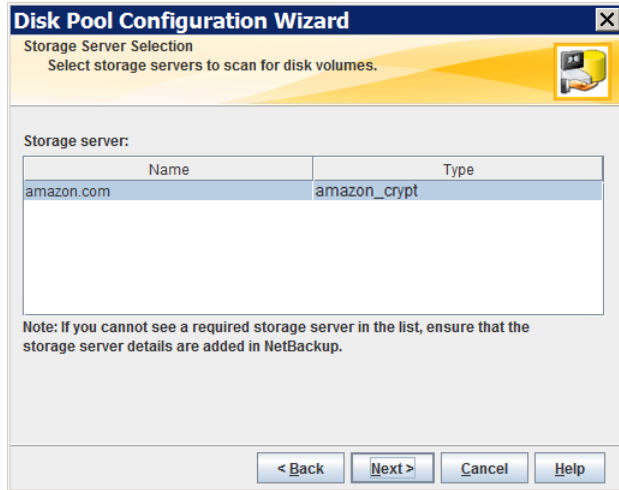 Disk Pool Configuration Wizard
Storage Server Selection
Select storage servers to scan for disk volumes.
Storage server:
Name Type
amazon.com amazon_crypt
Note: If you cannot see a required storage server in the list, ensure that the
storage server details are added in NetBackup.
< Back Next > Cancel Help